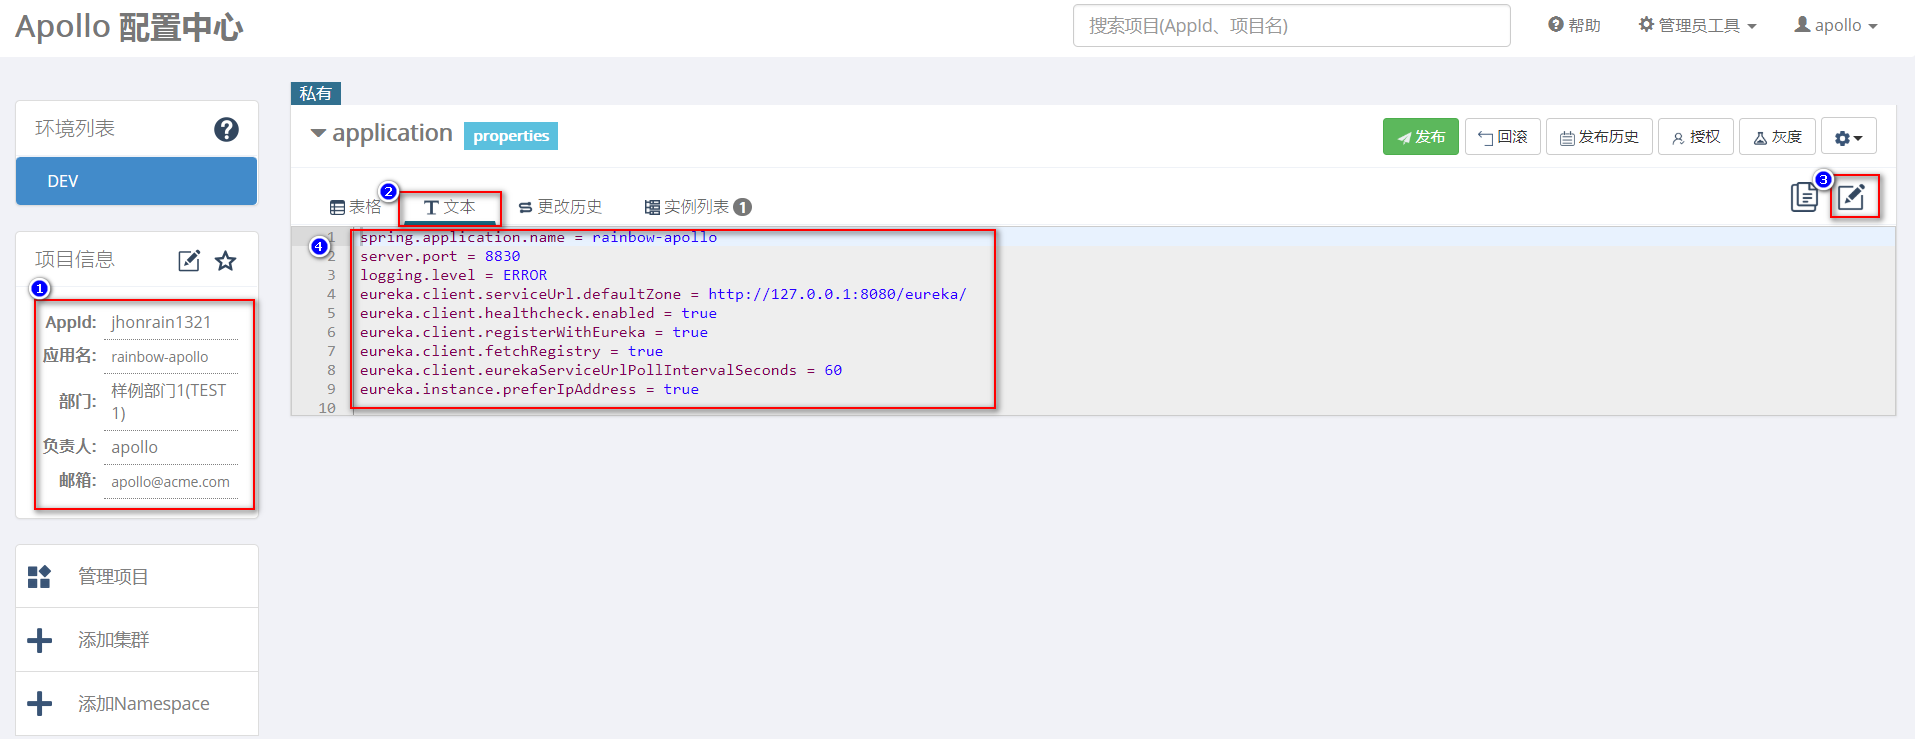 Apollo 配置中心
搜索项目(AppId、项目名)
帮助
管理员工具
apollo
环境列表
DEV
项目信息
1
AppId: jhonrain1321
应用名: rainbow-apollo
部门: 样例部门1(TEST
1)
负责人: apollo
邮箱: apollo@acme.com
管理项目
添加集群
添加Namespace
私有
application properties
发布
回滚
发布历史
授权
灰度
表格
2
文本
更改历史
实例列表 1
3
4
1 spring.application.name = rainbow-apollo
2 server.port = 8830
3 logging.level = ERROR
4 eureka.client.serviceUrl.defaultZone = http://127.0.0.1:8080/eureka/
5 eureka.client.healthcheck.enabled = true
6 eureka.client.registerWithEureka = true
7 eureka.client.fetchRegistry = true
8 eureka.client.eurekaServiceUrlPollIntervalSeconds = 60
9 eureka.instance.preferIpAddress = true
10